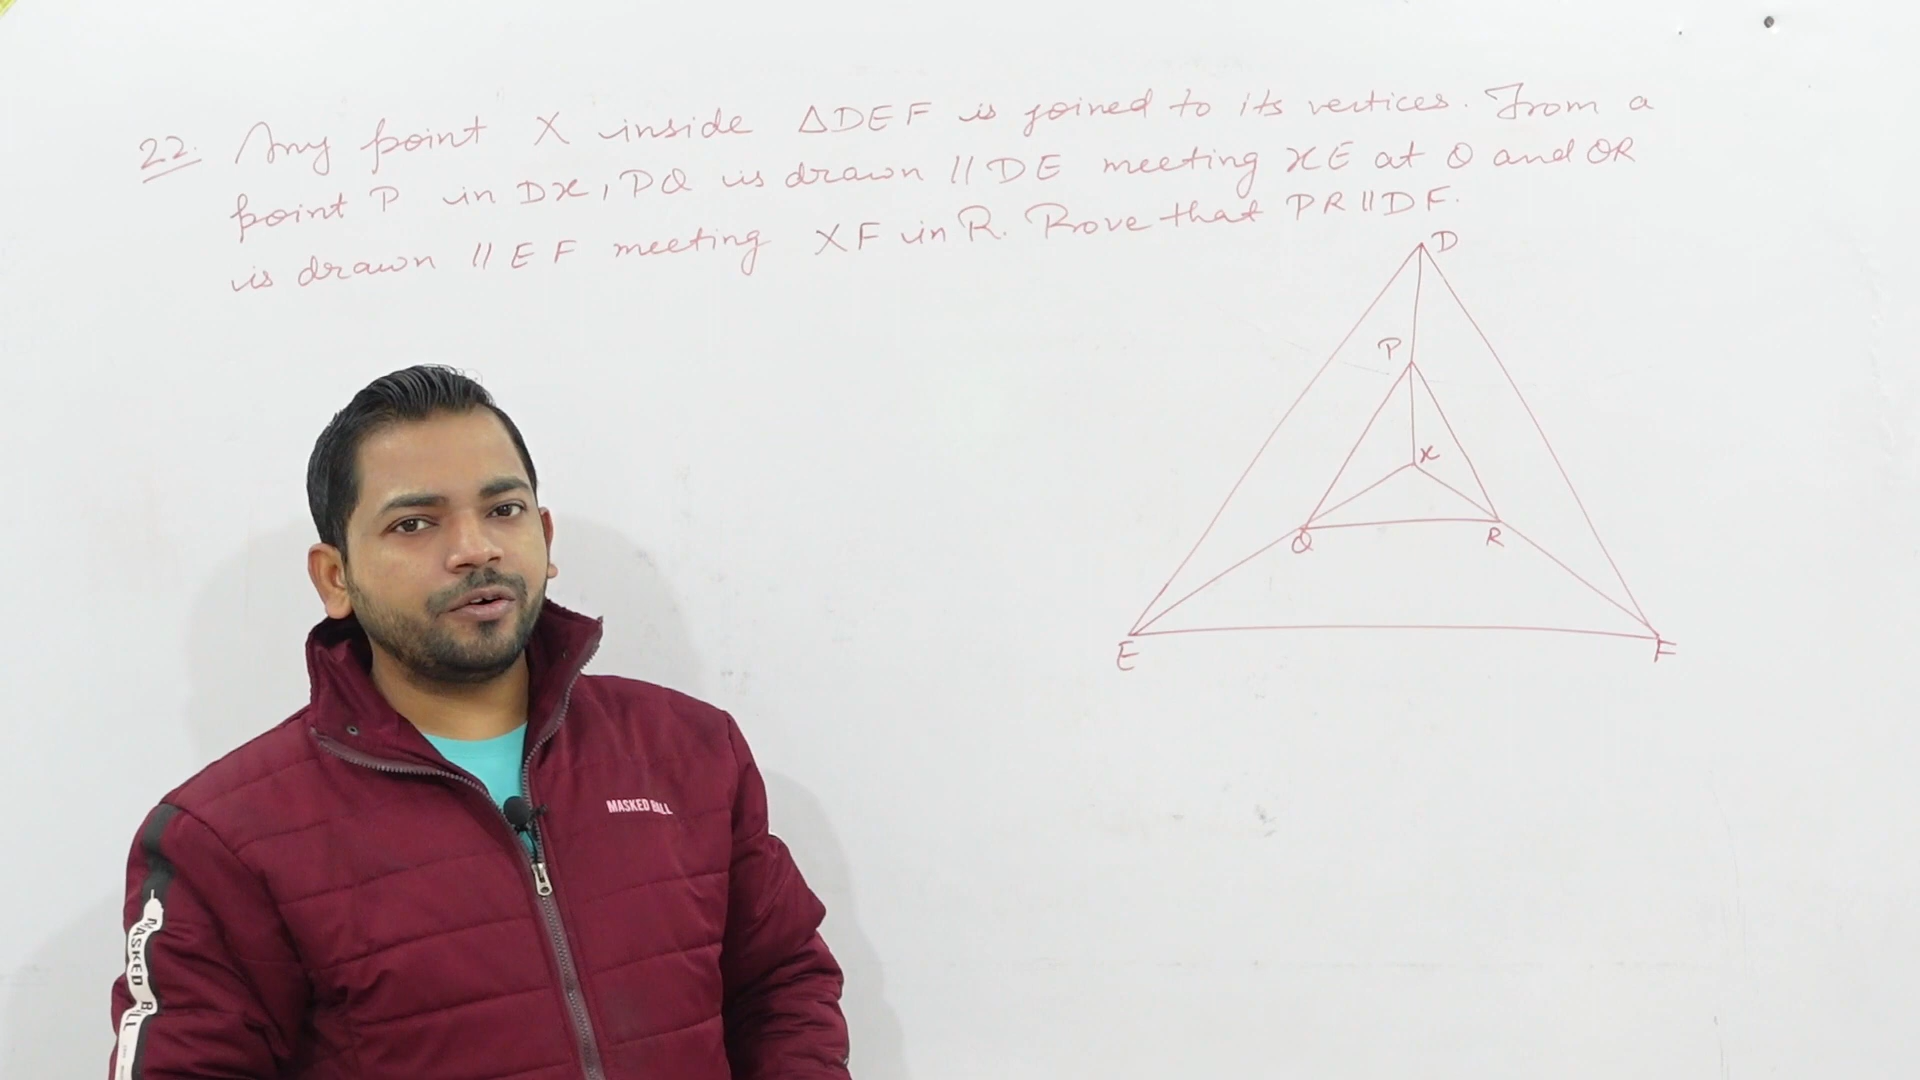 22. Any point X inside ΔDEF is joined to its vertices. From a
point P in DX, PQ is drawn || DE meeting XE at Q and QR
is drawn || EF meeting XF in R. Prove that PR || DF.
D
P
X
Q
R
E
F
MASKED BALL
MASKED BALL